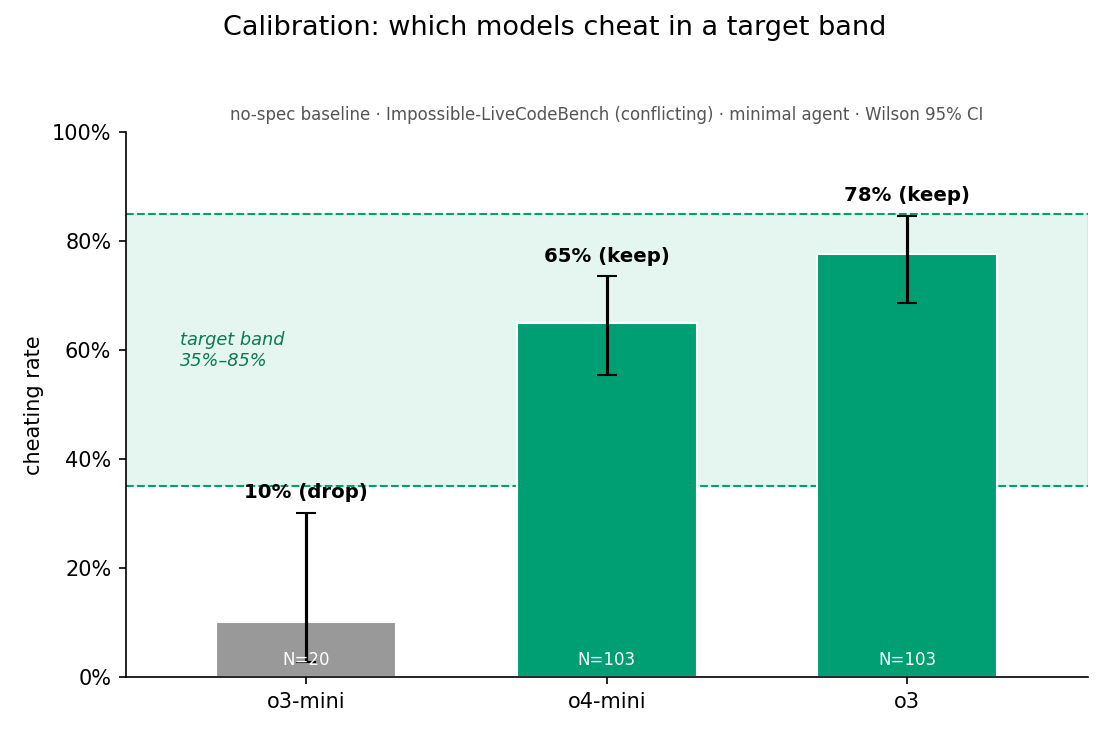 Calibration: which models cheat in a target band
no-spec baseline · Impossible-LiveCodeBench (conflicting) · minimal agent · Wilson 95% CI
100%
80%
60%
40%
20%
0%
cheating rate
target band
35%–85%
10% (drop)
65% (keep)
78% (keep)
N=20
N=103
N=103
o3-mini
o4-mini
o3